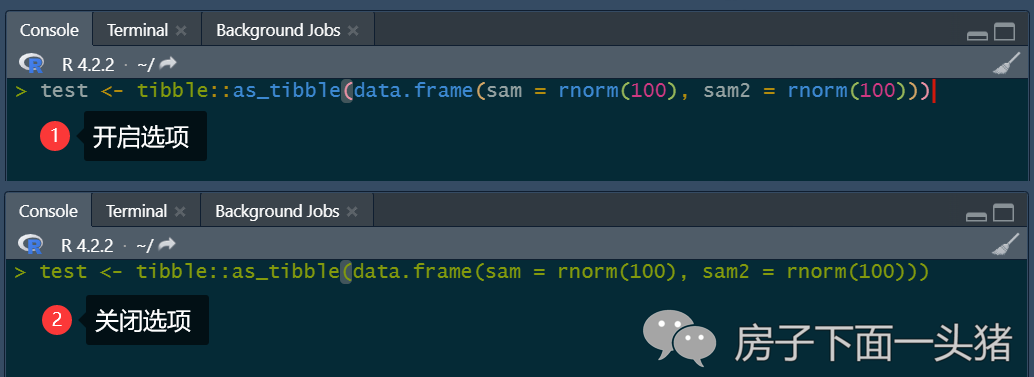 Console Terminal Background Jobs
R 4.2.2 · ~/
> test <- tibble::as_tibble(data.frame(sam = rnorm(100), sam2 = rnorm(100)))
1 开启选项
Console Terminal Background Jobs
R 4.2.2 · ~/
> test <- tibble::as_tibble(data.frame(sam = rnorm(100), sam2 = rnorm(100)))
2 关闭选项
房子下面一头猪